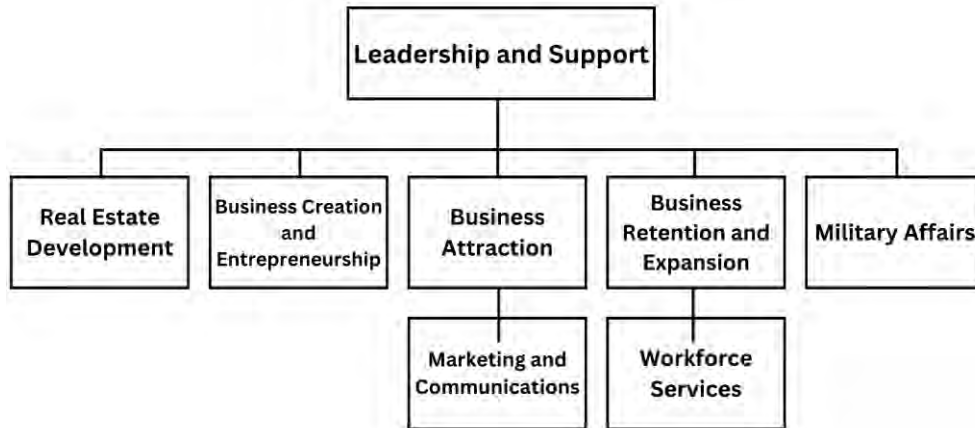 Leadership and Support
Real Estate
Development
Business Creation
and
Entrepreneurship
Business
Attraction
Business
Retention and
Expansion
Military Affairs
Marketing and
Communications
Workforce
Services